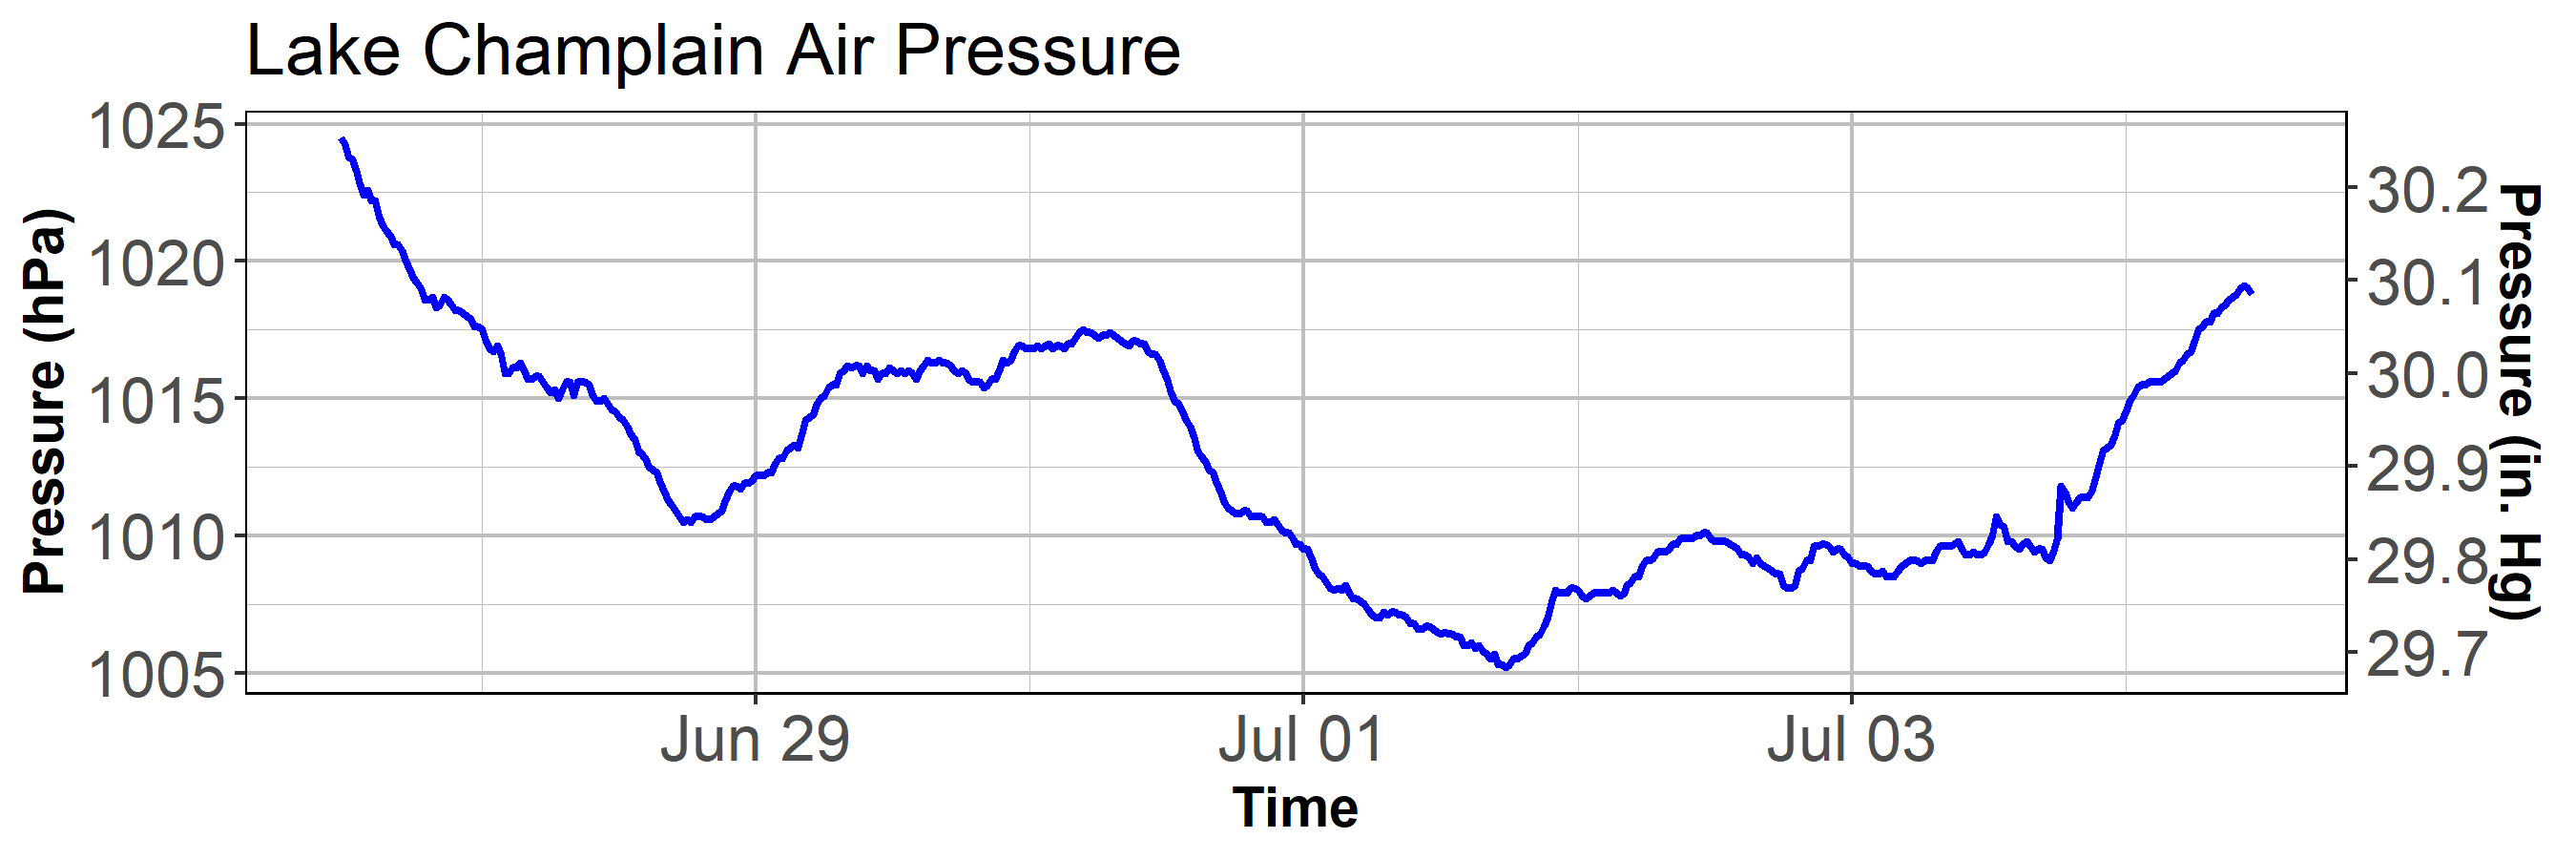 Lake Champlain Air Pressure
Pressure (hPa)
1025
1020
1015
1010
1005
30.2
30.1
30.0
29.9
29.8
29.7
Pressure (in. Hg)
Jun 29
Jul 01
Jul 03
Time